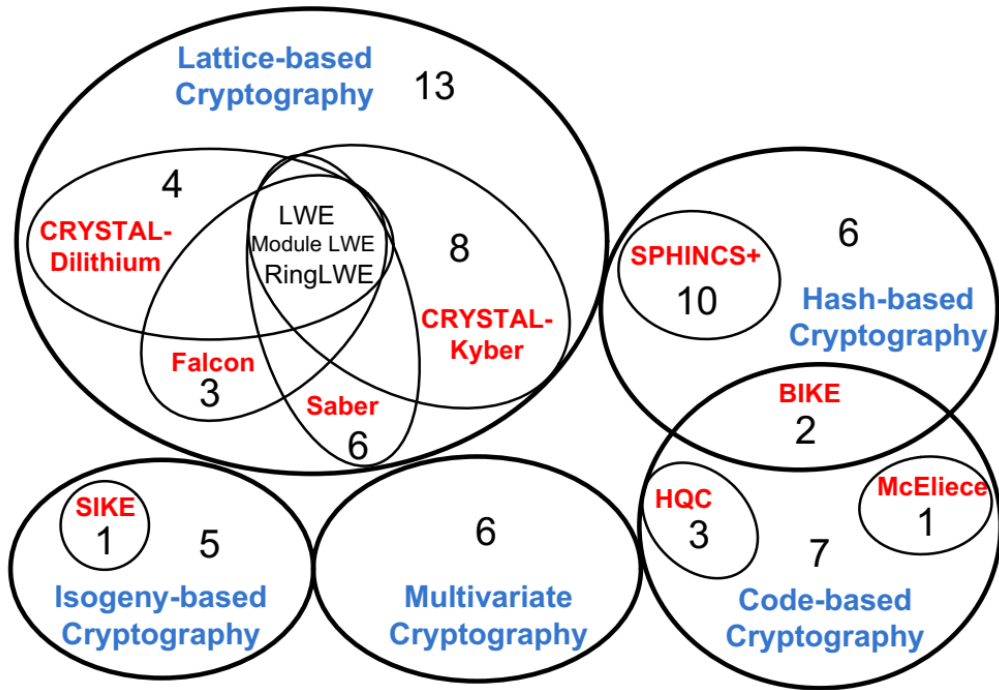 Lattice-based
Cryptography
13
4
CRYSTAL-
Dilithium
LWE
Module LWE
RingLWE
8
CRYSTAL-
Kyber
Falcon
3
Saber
6
SPHINCS+
10
6
Hash-based
Cryptography
BIKE
2
HQC
3
McEliece
1
7
Code-based
Cryptography
SIKE
1
5
Isogeny-based
Cryptography
6
Multivariate
Cryptography